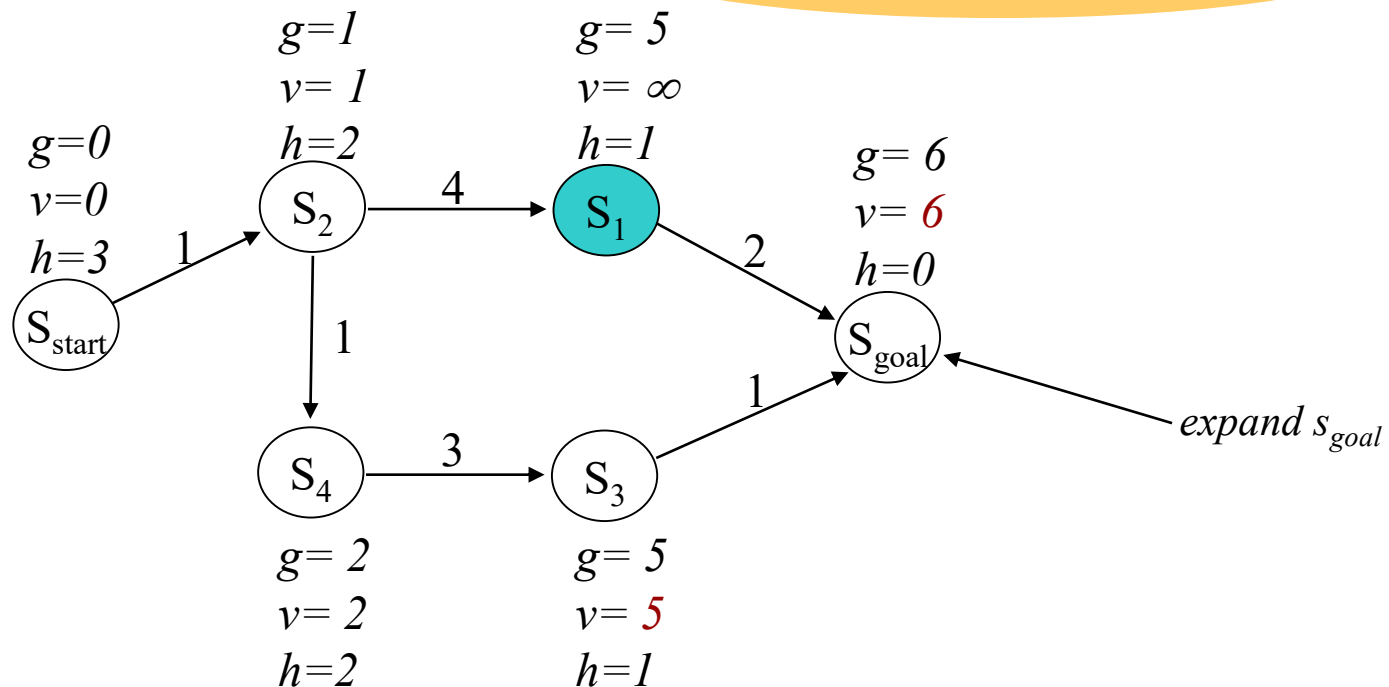 g=1
v= 1
h=2
g= 5
v= ∞
h=1
g=0
v=0
h=3
g= 6
v= 6
h=0
S2
4
S1
1
2
Sstart
1
Sgoal
1
expand sgoal
S4
3
S3
g= 2
v= 2
h=2
g= 5
v= 5
h=1